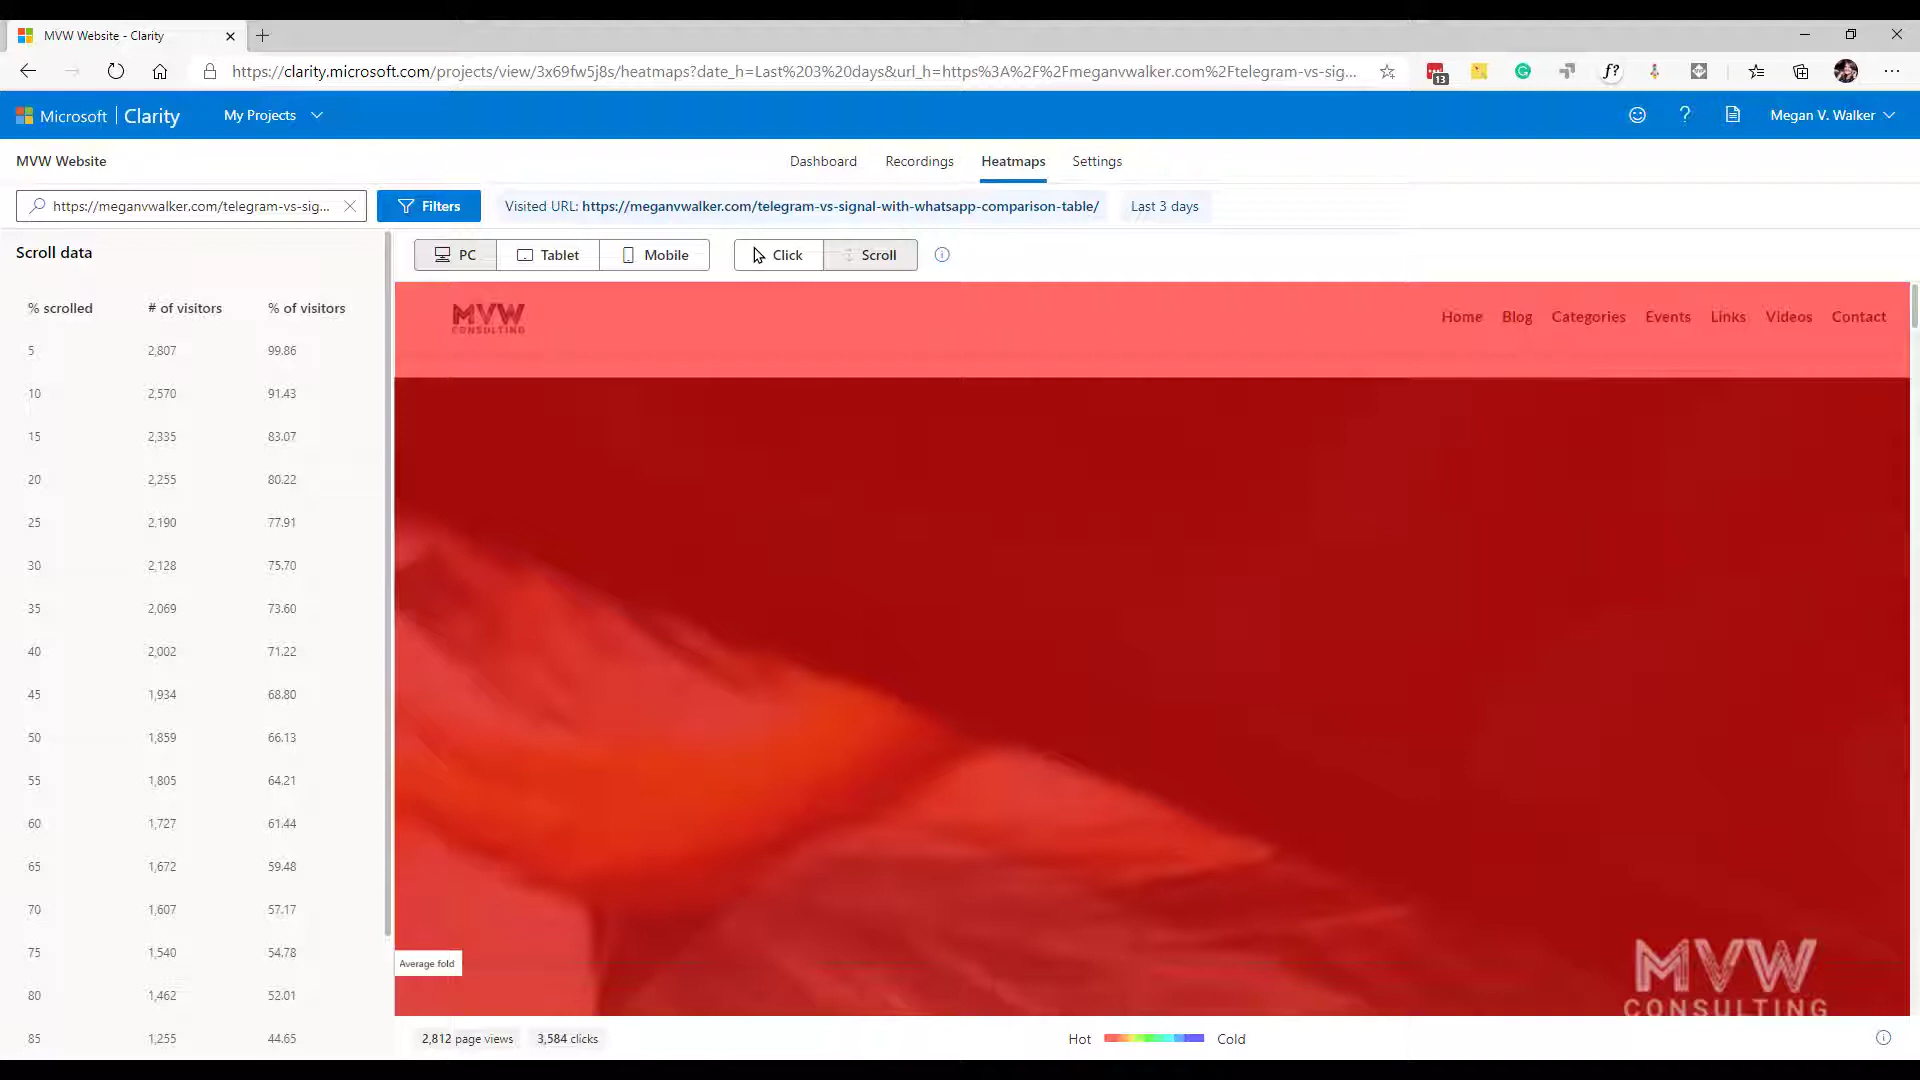 MVW Website - Clarity
https://clarity.microsoft.com/projects/view/3x69fw5j8s/heatmaps?date_h=Last%203%20days&url_h=https%3A%2F%2Fmeganvwalker.com%2Ftelegram-vs-sig...
13
f?
Microsoft | Clarity
My Projects
?
Megan V. Walker
MVW Website
Dashboard
Recordings
Heatmaps
Settings
https://meganvwalker.com/telegram-vs-sig...
Filters
Visited URL: https://meganvwalker.com/telegram-vs-signal-with-whatsapp-comparison-table/
Last 3 days
Scroll data
PC
Tablet
Mobile
Click
Scroll
% scrolled # of visitors % of visitors
5 2,807 99.86
10 2,570 91.43
15 2,335 83.07
20 2,255 80.22
25 2,190 77.91
30 2,128 75.70
35 2,069 73.60
40 2,002 71.22
45 1,934 68.80
50 1,859 66.13
55 1,805 64.21
60 1,727 61.44
65 1,672 59.48
70 1,607 57.17
75 1,540 54.78
80 1,462 52.01
85 1,255 44.65
MVW
CONSULTING
Home Blog Categories Events Links Videos Contact
Average fold
MVW
CONSULTING
2,812 page views
3,584 clicks
Hot
Cold